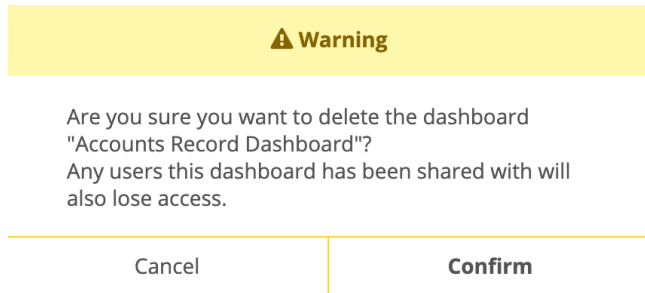 Warning
Are you sure you want to delete the dashboard
"Accounts Record Dashboard"?
Any users this dashboard has been shared with will
also lose access.
Cancel
Confirm